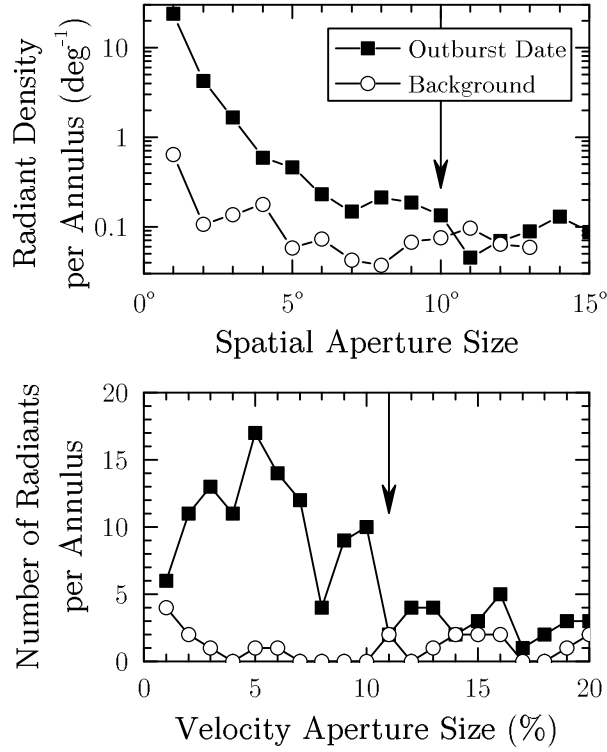 Radiant Density
per Annulus (deg⁻¹)
10
1
0.1
Outburst Date
Background
0° 5° 10° 15°
Spatial Aperture Size
Number of Radiants
per Annulus
20
15
10
5
0
0 5 10 15 20
Velocity Aperture Size (%)